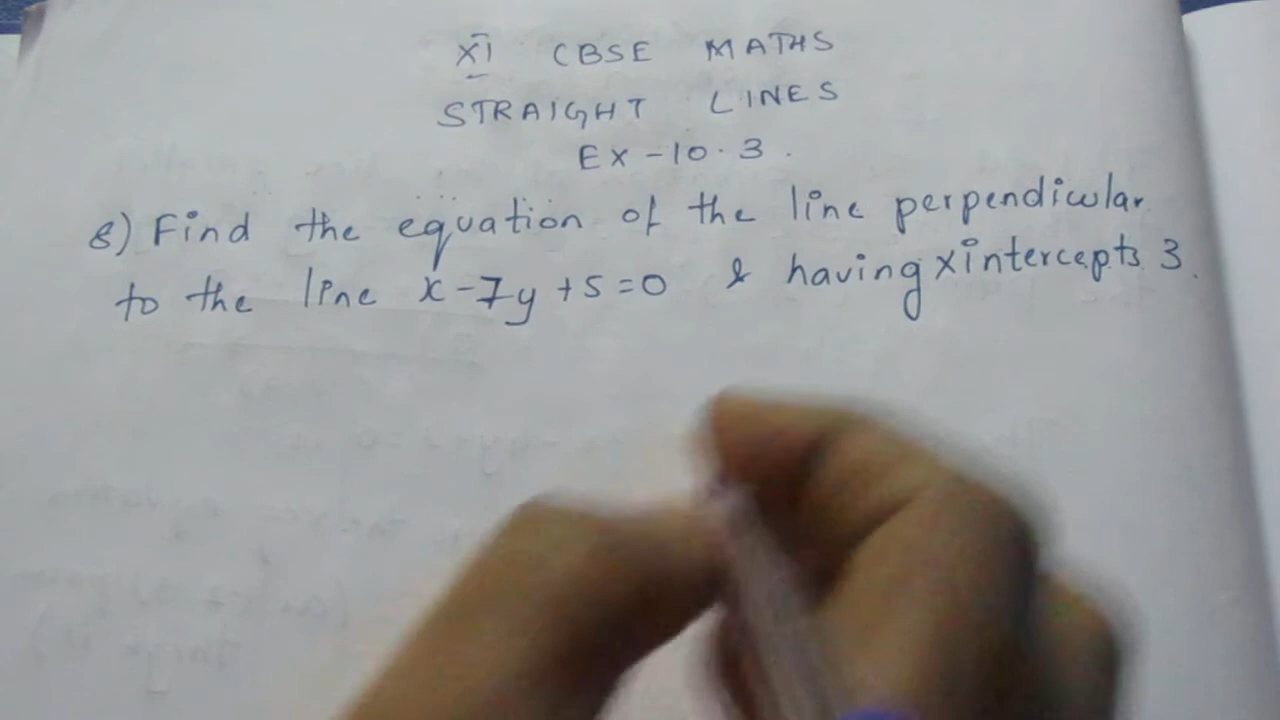 XI CBSE MATHS
STRAIGHT LINES
EX-10.3.
8) Find the equation of the line perpendicular
to the line x-7y+5=0 & having x intercepts 3.